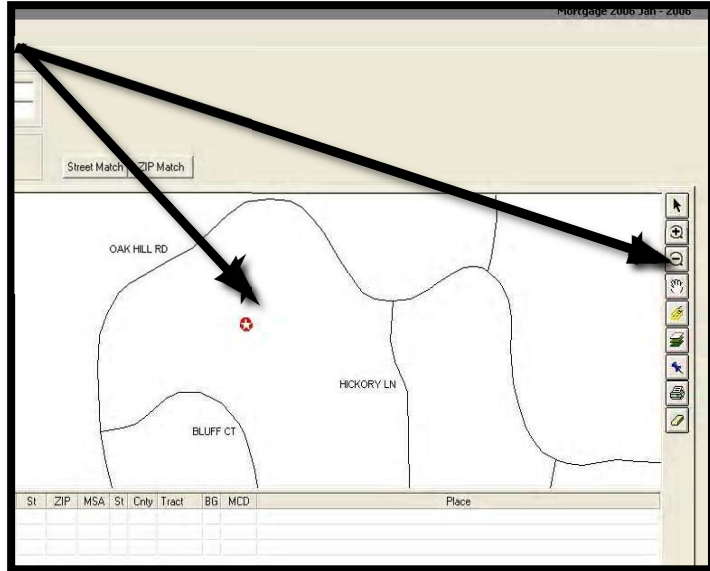 Mortgage 2006 Jan - 2006
Street Match ZIP Match
OAK HILL RD
HICKORY LN
BLUFF CT
St ZIP MSA St Cnty Tract BG MCD Place